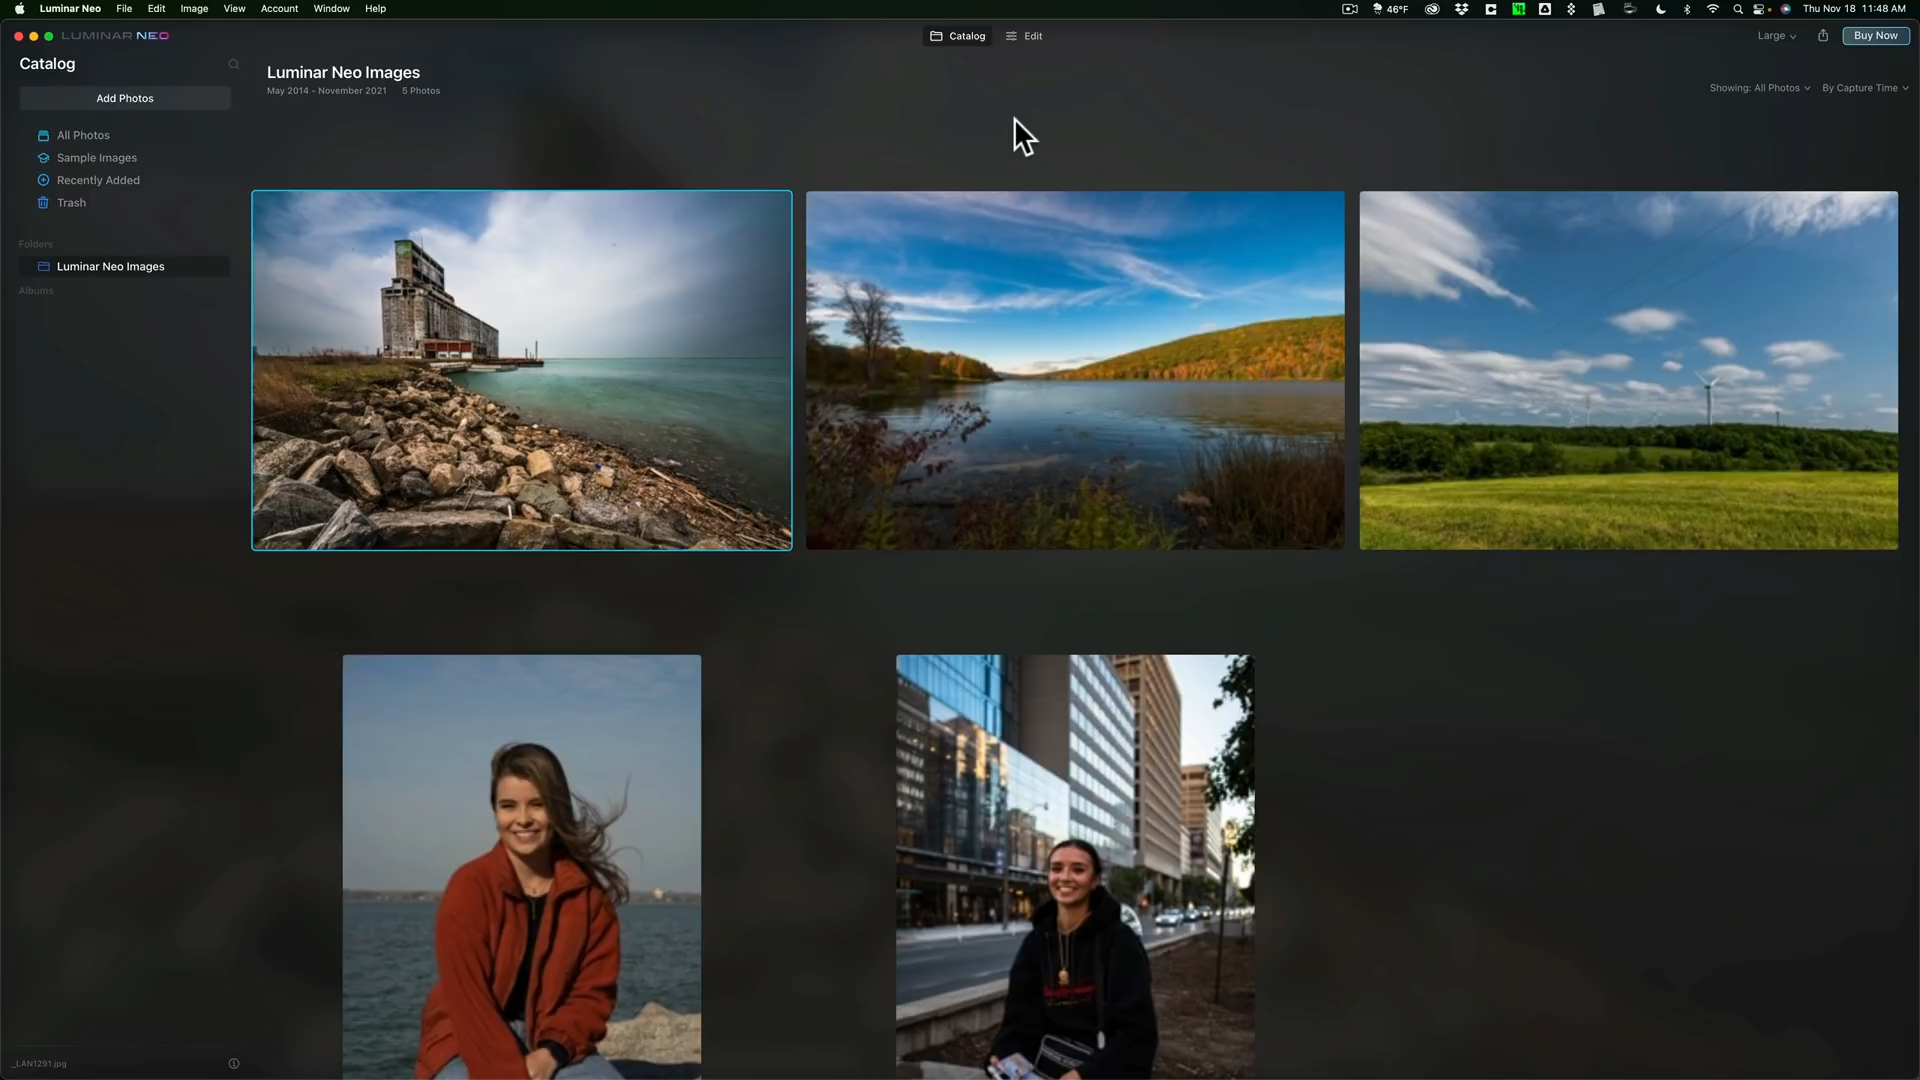 Luminar Neo File Edit Image View Account Window Help 46°F Thu Nov 18 11:48 AM
LUMINAR NEO Catalog Edit Large Buy Now
Catalog
Luminar Neo Images
May 2014 - November 2021 5 Photos
Showing: All Photos By Capture Time
Add Photos
All Photos
Sample Images
Recently Added
Trash
Folders
Luminar Neo Images
Albums
_LAN1291.jpg